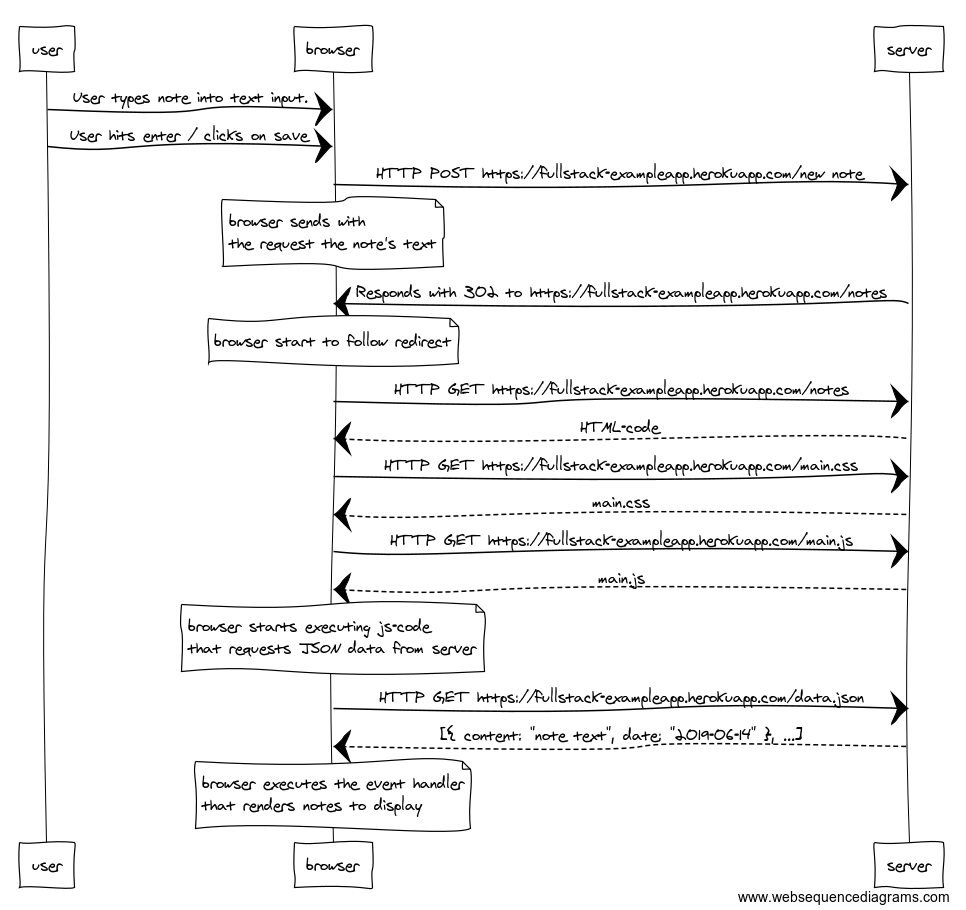 user
browser
server
User types note into text input.
User hits enter / clicks on save
HTTP POST https://fullstack-exampleapp.herokuapp.com/new_note
browser sends with
the request the note's text
Responds with 302 to https://fullstack-exampleapp.herokuapp.com/notes
browser start to follow redirect
HTTP GET https://fullstack-exampleapp.herokuapp.com/notes
HTML-code
HTTP GET https://fullstack-exampleapp.herokuapp.com/main.css
main.css
HTTP GET https://fullstack-exampleapp.herokuapp.com/main.js
main.js
browser starts executing js-code
that requests JSON data from server
HTTP GET https://fullstack-exampleapp.herokuapp.com/data.json
[{ content: "note text", date: "2019-06-14" }, ...]
browser executes the event handler
that renders notes to display
user
browser
server
www.websequencediagrams.com